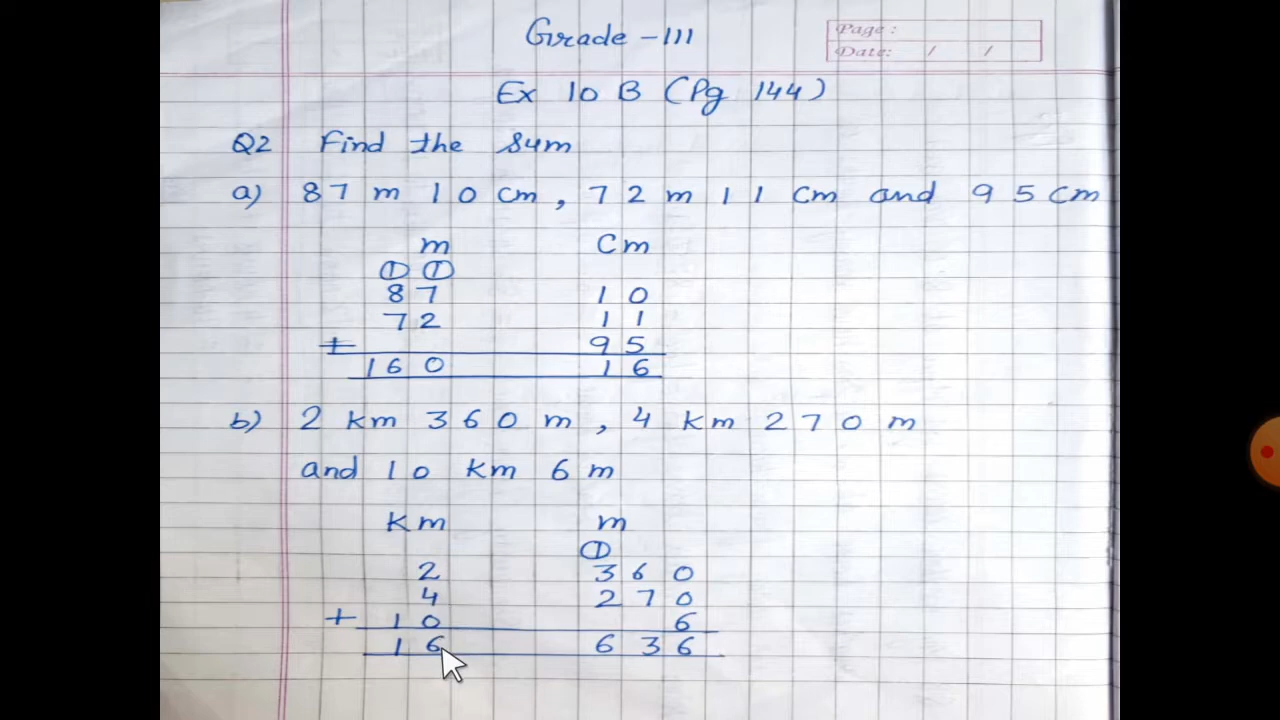 Grade - III
Page :
Date: / /
Ex 10 B (Pg 144)
Q2 Find the sum
a) 87 m 10 cm, 72 m 11 cm and 95 cm
m Cm
① ①
87 10
72 11
+ 95
160 16
b) 2 km 360 m, 4 km 270 m
and 10 km 6 m
Km m
①
2 360
4 270
+ 10 6
16 636